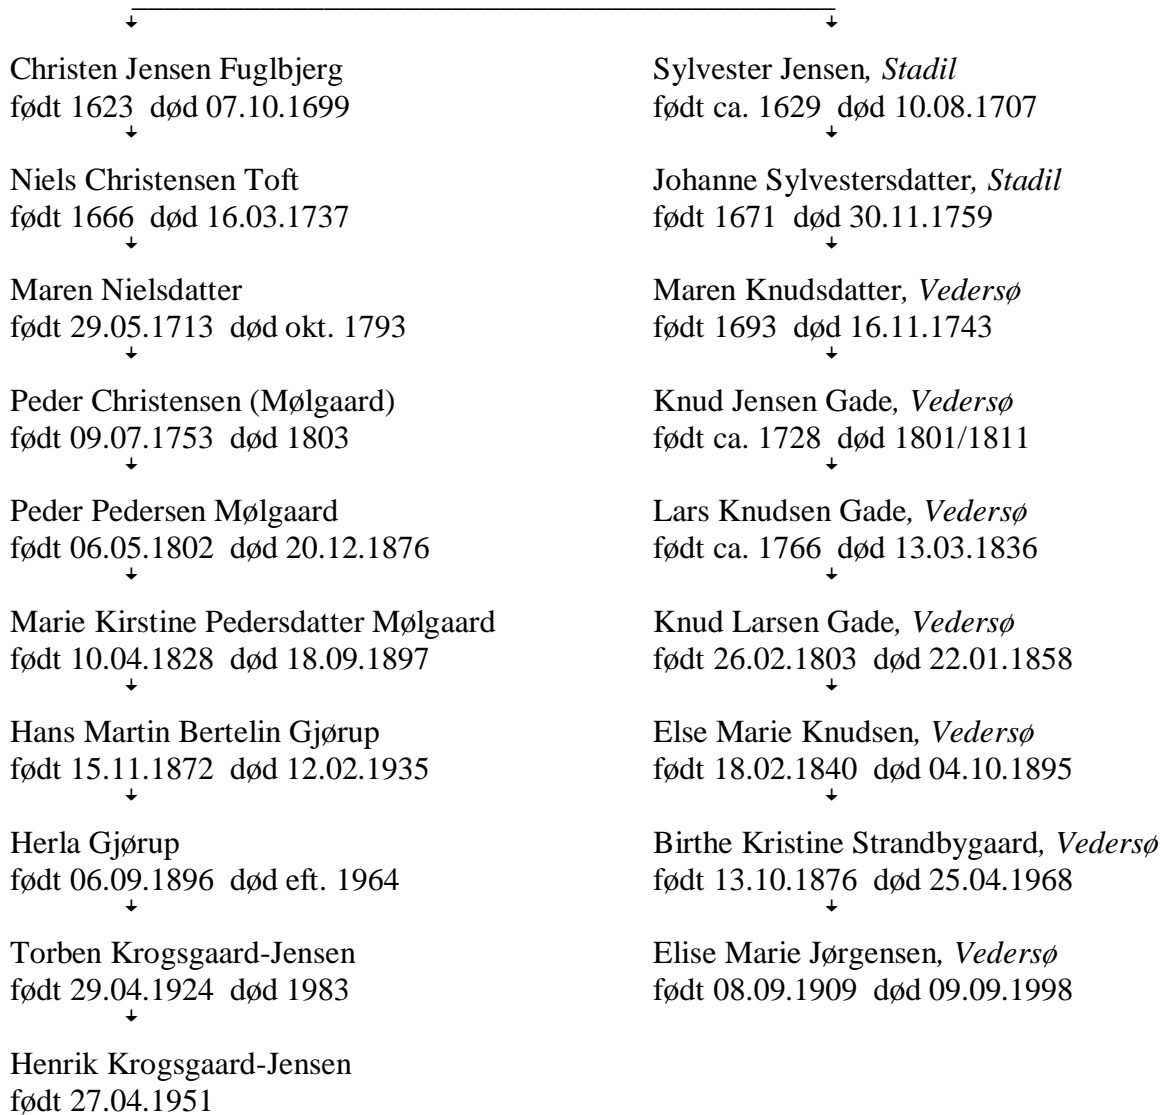 Christen Jensen Fuglbjerg
født 1623 død 07.10.1699
Niels Christensen Toft
født 1666 død 16.03.1737
Maren Nielsdatter
født 29.05.1713 død okt. 1793
Peder Christensen (Mølgaard)
født 09.07.1753 død 1803
Peder Pedersen Mølgaard
født 06.05.1802 død 20.12.1876
Marie Kirstine Pedersdatter Mølgaard
født 10.04.1828 død 18.09.1897
Hans Martin Bertelin Gjørup
født 15.11.1872 død 12.02.1935
Herla Gjørup
født 06.09.1896 død eft. 1964
Torben Krogsgaard-Jensen
født 29.04.1924 død 1983
Henrik Krogsgaard-Jensen
født 27.04.1951
Sylvester Jensen, Stadil
født ca. 1629 død 10.08.1707
Johanne Sylvestersdatter, Stadil
født 1671 død 30.11.1759
Maren Knudsdatter, Vedersø
født 1693 død 16.11.1743
Knud Jensen Gade, Vedersø
født ca. 1728 død 1801/1811
Lars Knudsen Gade, Vedersø
født ca. 1766 død 13.03.1836
Knud Larsen Gade, Vedersø
født 26.02.1803 død 22.01.1858
Else Marie Knudsen, Vedersø
født 18.02.1840 død 04.10.1895
Birthe Kristine Strandbygaard, Vedersø
født 13.10.1876 død 25.04.1968
Elise Marie Jørgensen, Vedersø
født 08.09.1909 død 09.09.1998